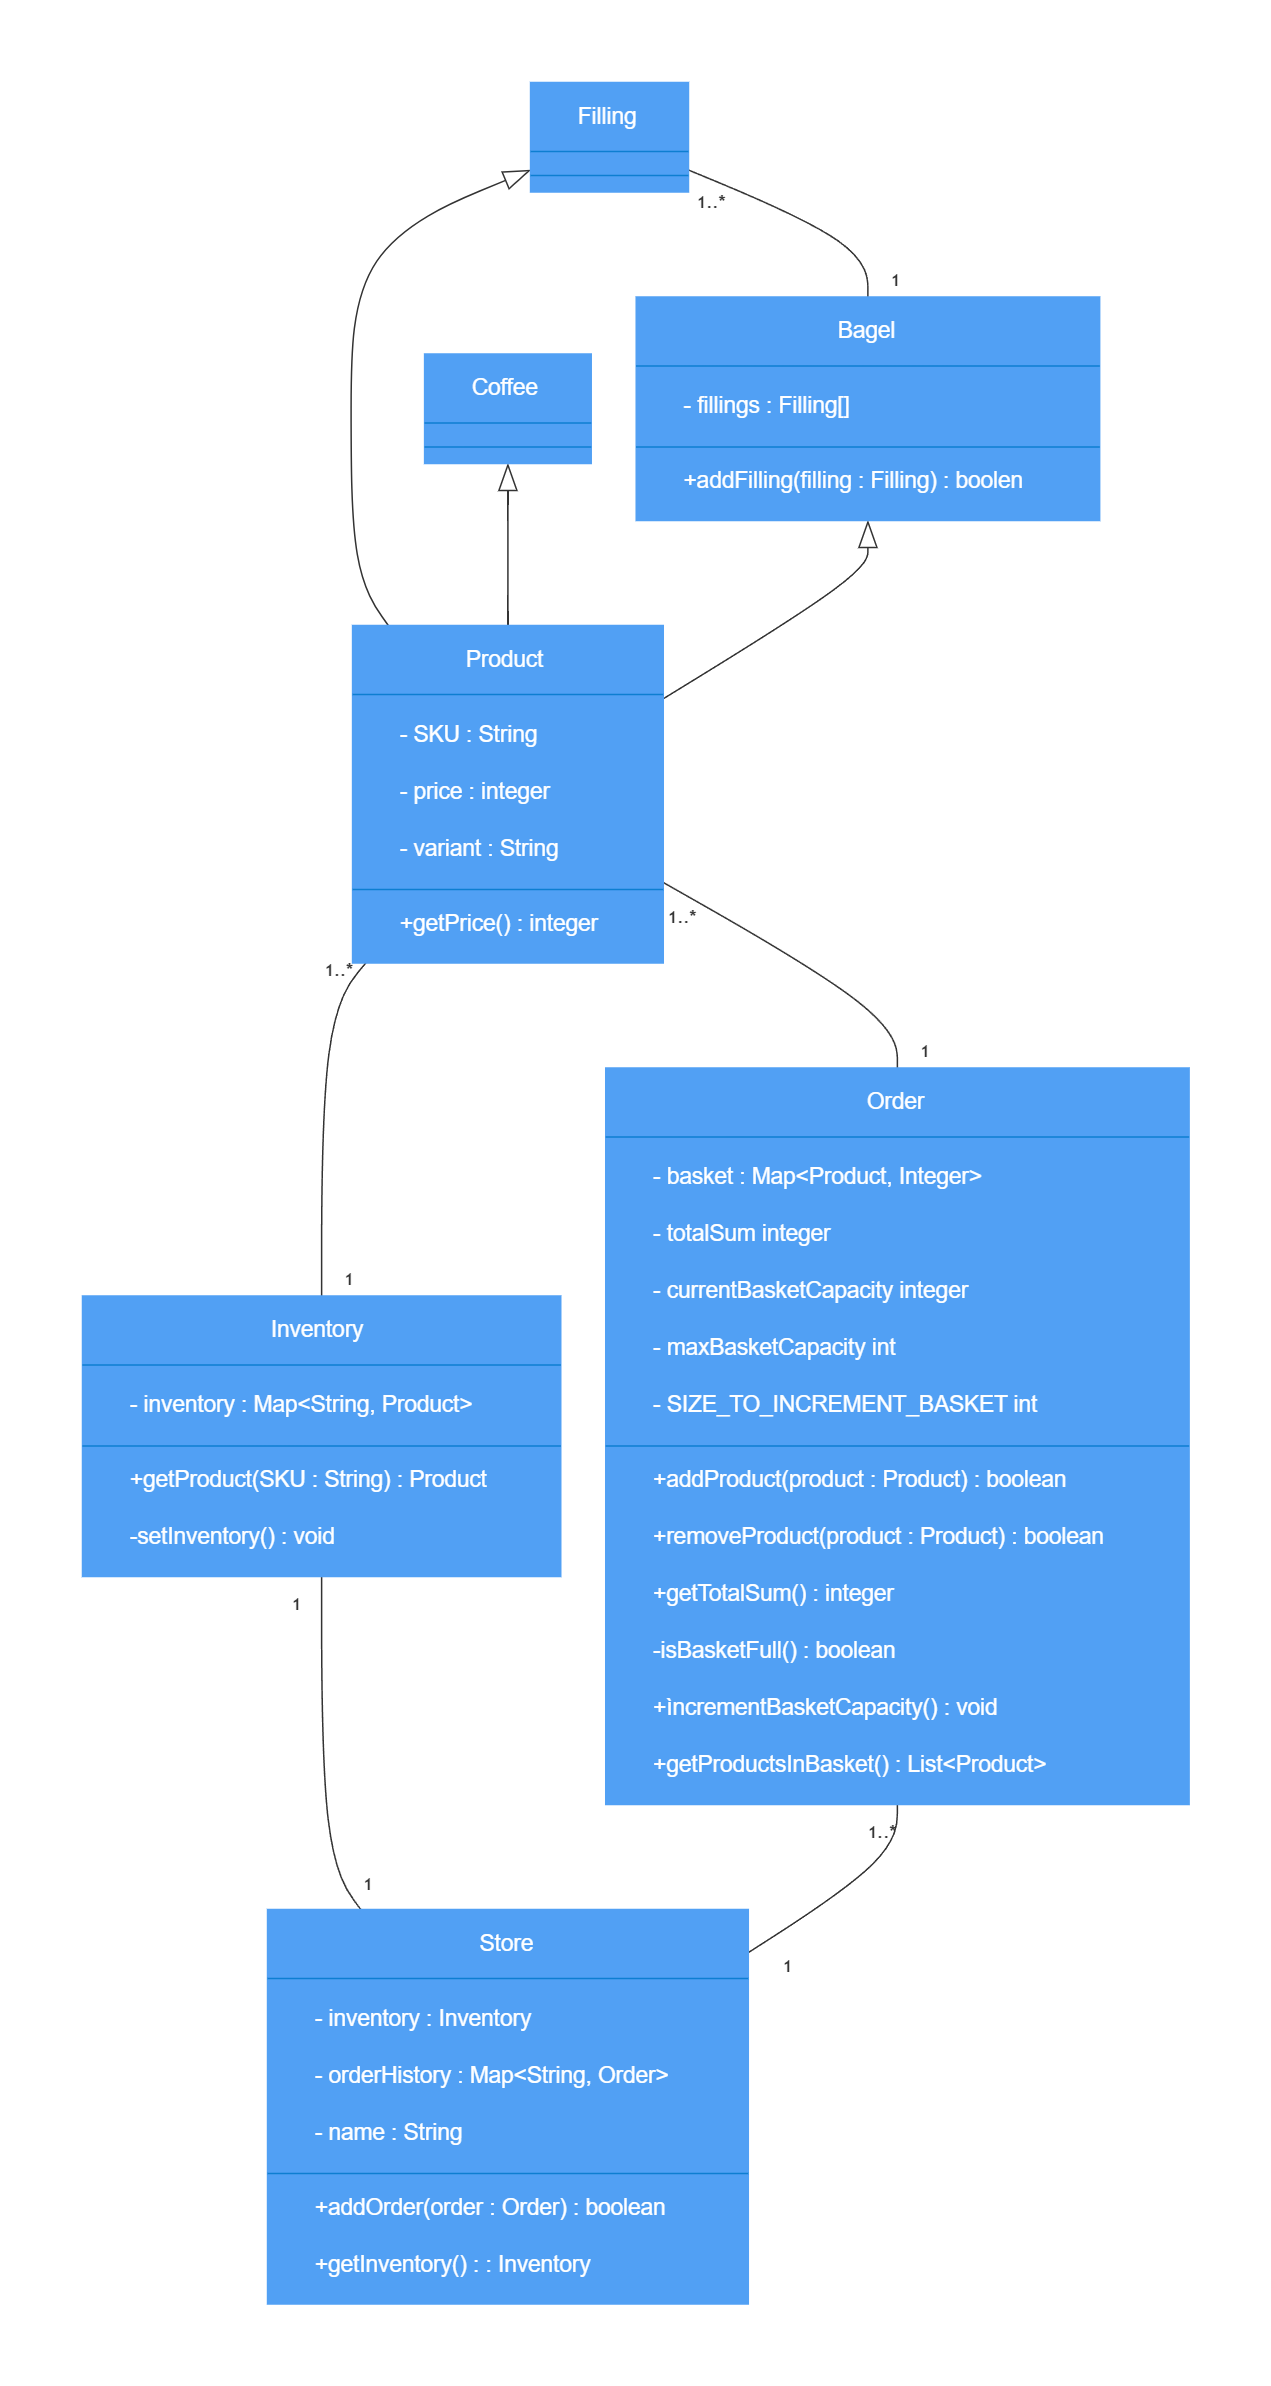 Filling
1..*
1
Bagel
- fillings : Filling[]
+addFilling(filling : Filling) : boolen
Coffee
Product
- SKU : String
- price : integer
- variant : String
+getPrice() : integer
1..*
1..*
1
Order
- basket : Map<Product, Integer>
- totalSum integer
- currentBasketCapacity integer
- maxBasketCapacity int
- SIZE_TO_INCREMENT_BASKET int
+addProduct(product : Product) : boolean
+removeProduct(product : Product) : boolean
+getTotalSum() : integer
-isBasketFull() : boolean
+incrementBasketCapacity() : void
+getProductsInBasket() : List<Product>
1
Inventory
- inventory : Map<String, Product>
+getProduct(SKU : String) : Product
-setInventory() : void
1
1..*
1
1
Store
- inventory : Inventory
- orderHistory : Map<String, Order>
- name : String
+addOrder(order : Order) : boolean
+getInventory() : : Inventory